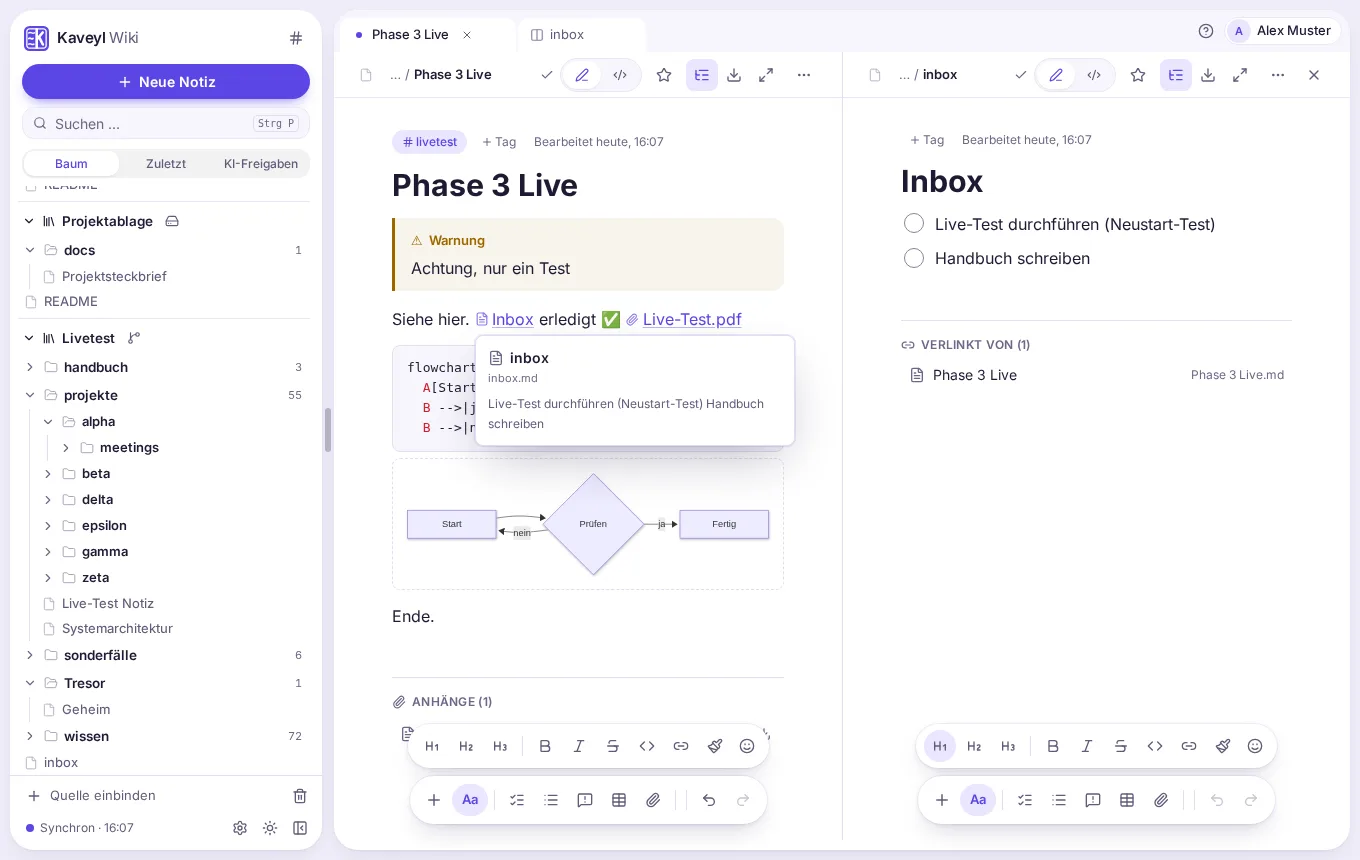 Kaveyl Wiki
Neue Notiz
Suchen ...
Strg P
Baum
Zuletzt
KI-Freigaben
README
Projektablage
docs 1
Projektsteckbrief
README
Livetest
handbuch 3
projekte 55
alpha
meetings
beta
delta
epsilon
gamma
zeta
Live-Test Notiz
Systemarchitektur
sonderfälle 6
Tresor 1
Geheim
wissen 72
inbox
Quelle einbinden
Synchron · 16:07
Phase 3 Live
inbox
A Alex Muster
... / Phase 3 Live
# livetest
+ Tag
Bearbeitet heute, 16:07
Phase 3 Live
⚠ Warnung
Achtung, nur ein Test
Siehe hier. Inbox erledigt ✅ Live-Test.pdf
inbox
inbox.md
Live-Test durchführen (Neustart-Test) Handbuch
schreiben
flowchart
A[Start
B -->|
B -->|
Start
nein
Prüfen
ja
Fertig
Ende.
ANHÄNGE (1)
H1 H2 H3 B I S
Aa
... / inbox
+ Tag
Bearbeitet heute, 16:07
Inbox
Live-Test durchführen (Neustart-Test)
Handbuch schreiben
VERLINKT VON (1)
Phase 3 Live
Phase 3 Live.md
H1 H2 H3 B I S
Aa